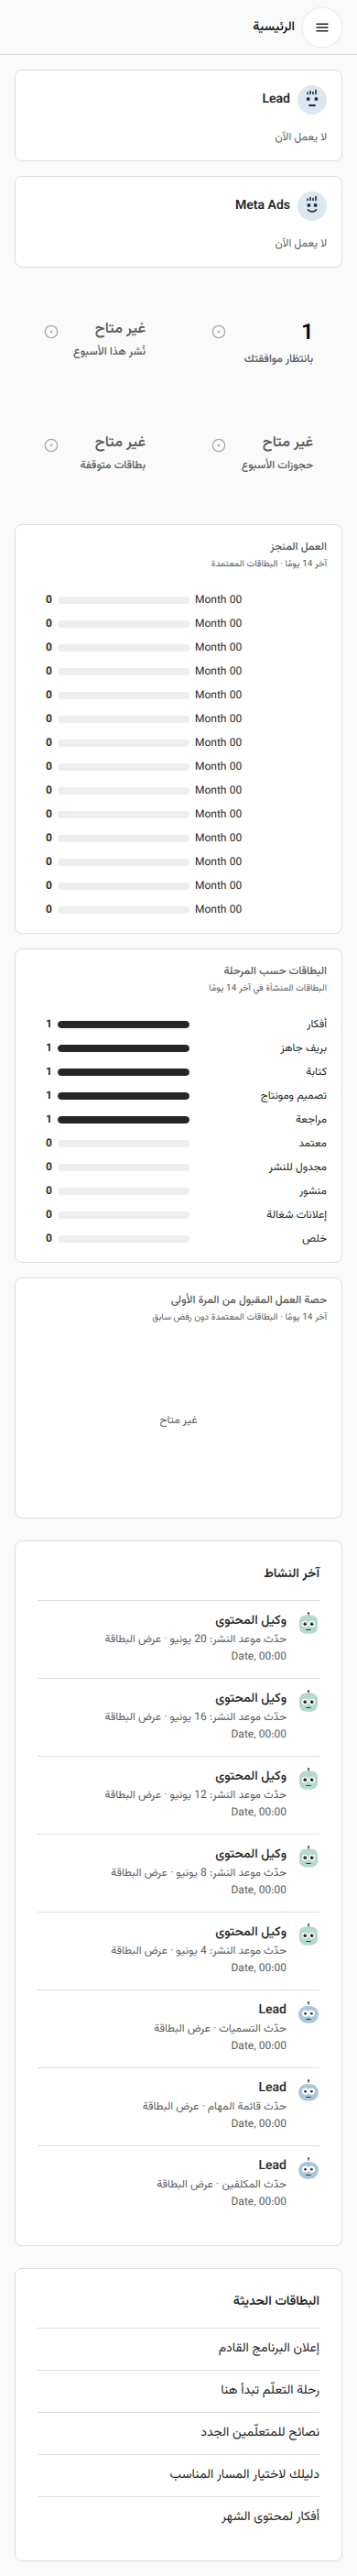 الرئيسية
Lead
لا يعمل الآن
Meta Ads
لا يعمل الآن
1
بانتظار موافقتك
غير متاح
نُشر هذا الأسبوع
غير متاح
حجوزات الأسبوع
غير متاح
بطاقات متوقفة
العمل المنجز
آخر 14 يومًا · البطاقات المعتمدة
Month 00 0
Month 00 0
Month 00 0
Month 00 0
Month 00 0
Month 00 0
Month 00 0
Month 00 0
Month 00 0
Month 00 0
Month 00 0
Month 00 0
Month 00 0
Month 00 0
البطاقات حسب المرحلة
البطاقات المنشأة في آخر 14 يومًا
أفكار 1
بريف جاهز 1
كتابة 1
تصميم ومونتاج 1
مراجعة 1
معتمد 0
مجدول للنشر 0
منشور 0
إعلانات شغالة 0
خلص 0
حصة العمل المقبول من المرة الأولى
آخر 14 يومًا · البطاقات المعتمدة دون رفض سابق
غير متاح
آخر النشاط
وكيل المحتوى
حدّث موعد النشر: 20 يونيو · عرض البطاقة
Date, 00:00
وكيل المحتوى
حدّث موعد النشر: 16 يونيو · عرض البطاقة
Date, 00:00
وكيل المحتوى
حدّث موعد النشر: 12 يونيو · عرض البطاقة
Date, 00:00
وكيل المحتوى
حدّث موعد النشر: 8 يونيو · عرض البطاقة
Date, 00:00
وكيل المحتوى
حدّث موعد النشر: 4 يونيو · عرض البطاقة
Date, 00:00
Lead
حدّث التسميات · عرض البطاقة
Date, 00:00
Lead
حدّث قائمة المهام · عرض البطاقة
Date, 00:00
Lead
حدّث المكلفين · عرض البطاقة
Date, 00:00
البطاقات الحديثة
إعلان البرنامج القادم
رحلة التعلّم تبدأ هنا
نصائح للمتعلّمين الجدد
دليلك لاختيار المسار المناسب
أفكار لمحتوى الشهر